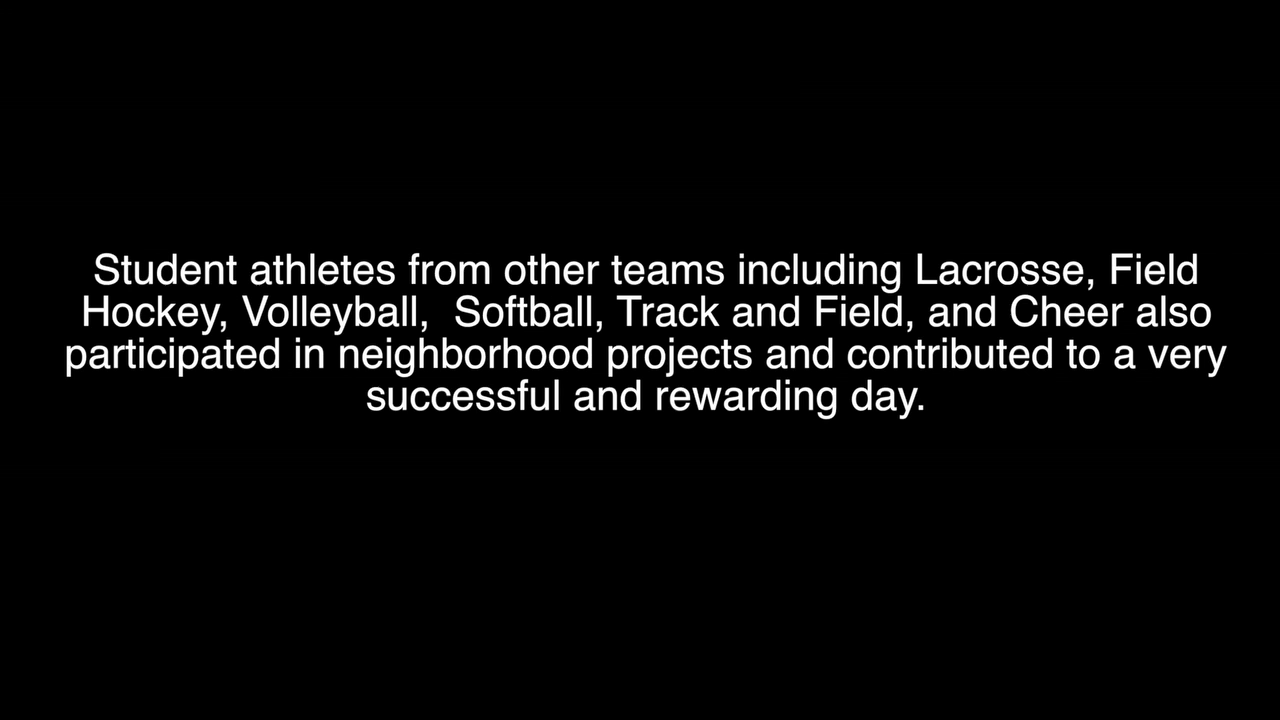 Student athletes from other teams including Lacrosse, Field
Hockey, Volleyball,  Softball, Track and Field, and Cheer also
participated in neighborhood projects and contributed to a very
successful and rewarding day.